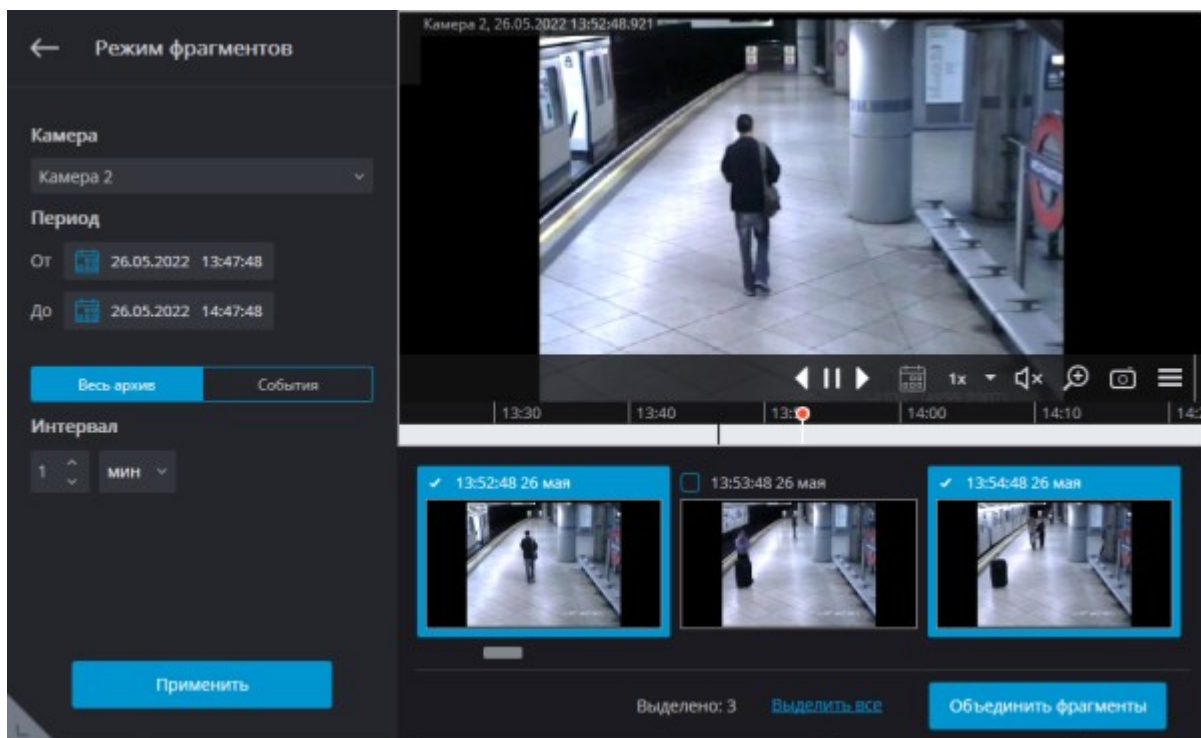 Режим фрагментов
Камера
Камера 2
Период
От 26.05.2022 13:47:48
До 26.05.2022 14:47:48
Весь архив События
Интервал
1 мин
Применить
Камера 2, 26.05.2022 13:52:48.921
1x
13:30 13:40 14:00 14:10
13:52:48 26 мая 13:53:48 26 мая 13:54:48 26 мая
Выделено: 3 Выделить все Объединить фрагменты